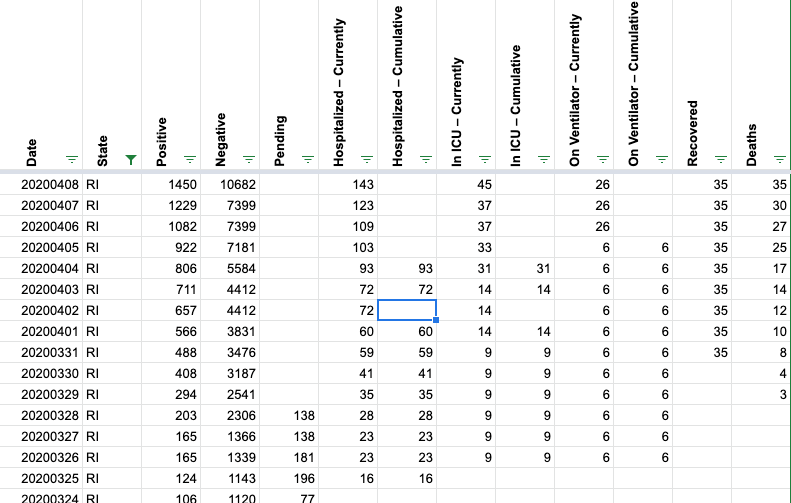 Date State Positive Negative Pending Hospitalized – Currently Hospitalized – Cumulative In ICU – Currently In ICU – Cumulative On Ventilator – Currently On Ventilator – Cumulative Recovered Deaths
20200408 RI 1450 10682 143 45 26 35 35
20200407 RI 1229 7399 123 37 26 35 30
20200406 RI 1082 7399 109 37 26 35 27
20200405 RI 922 7181 103 33 6 6 35 25
20200404 RI 806 5584 93 93 31 31 6 6 35 17
20200403 RI 711 4412 72 72 14 14 6 6 35 14
20200402 RI 657 4412 72 14 6 6 35 12
20200401 RI 566 3831 60 60 14 14 6 6 35 10
20200331 RI 488 3476 59 59 9 9 6 6 35 8
20200330 RI 408 3187 41 41 9 9 6 6 4
20200329 RI 294 2541 35 35 9 9 6 6 3
20200328 RI 203 2306 138 28 28 9 9 6 6
20200327 RI 165 1366 138 23 23 9 9 6 6
20200326 RI 165 1339 181 23 23 9 9 6 6
20200325 RI 124 1143 196 16 16
20200324 RI 106 1120 77